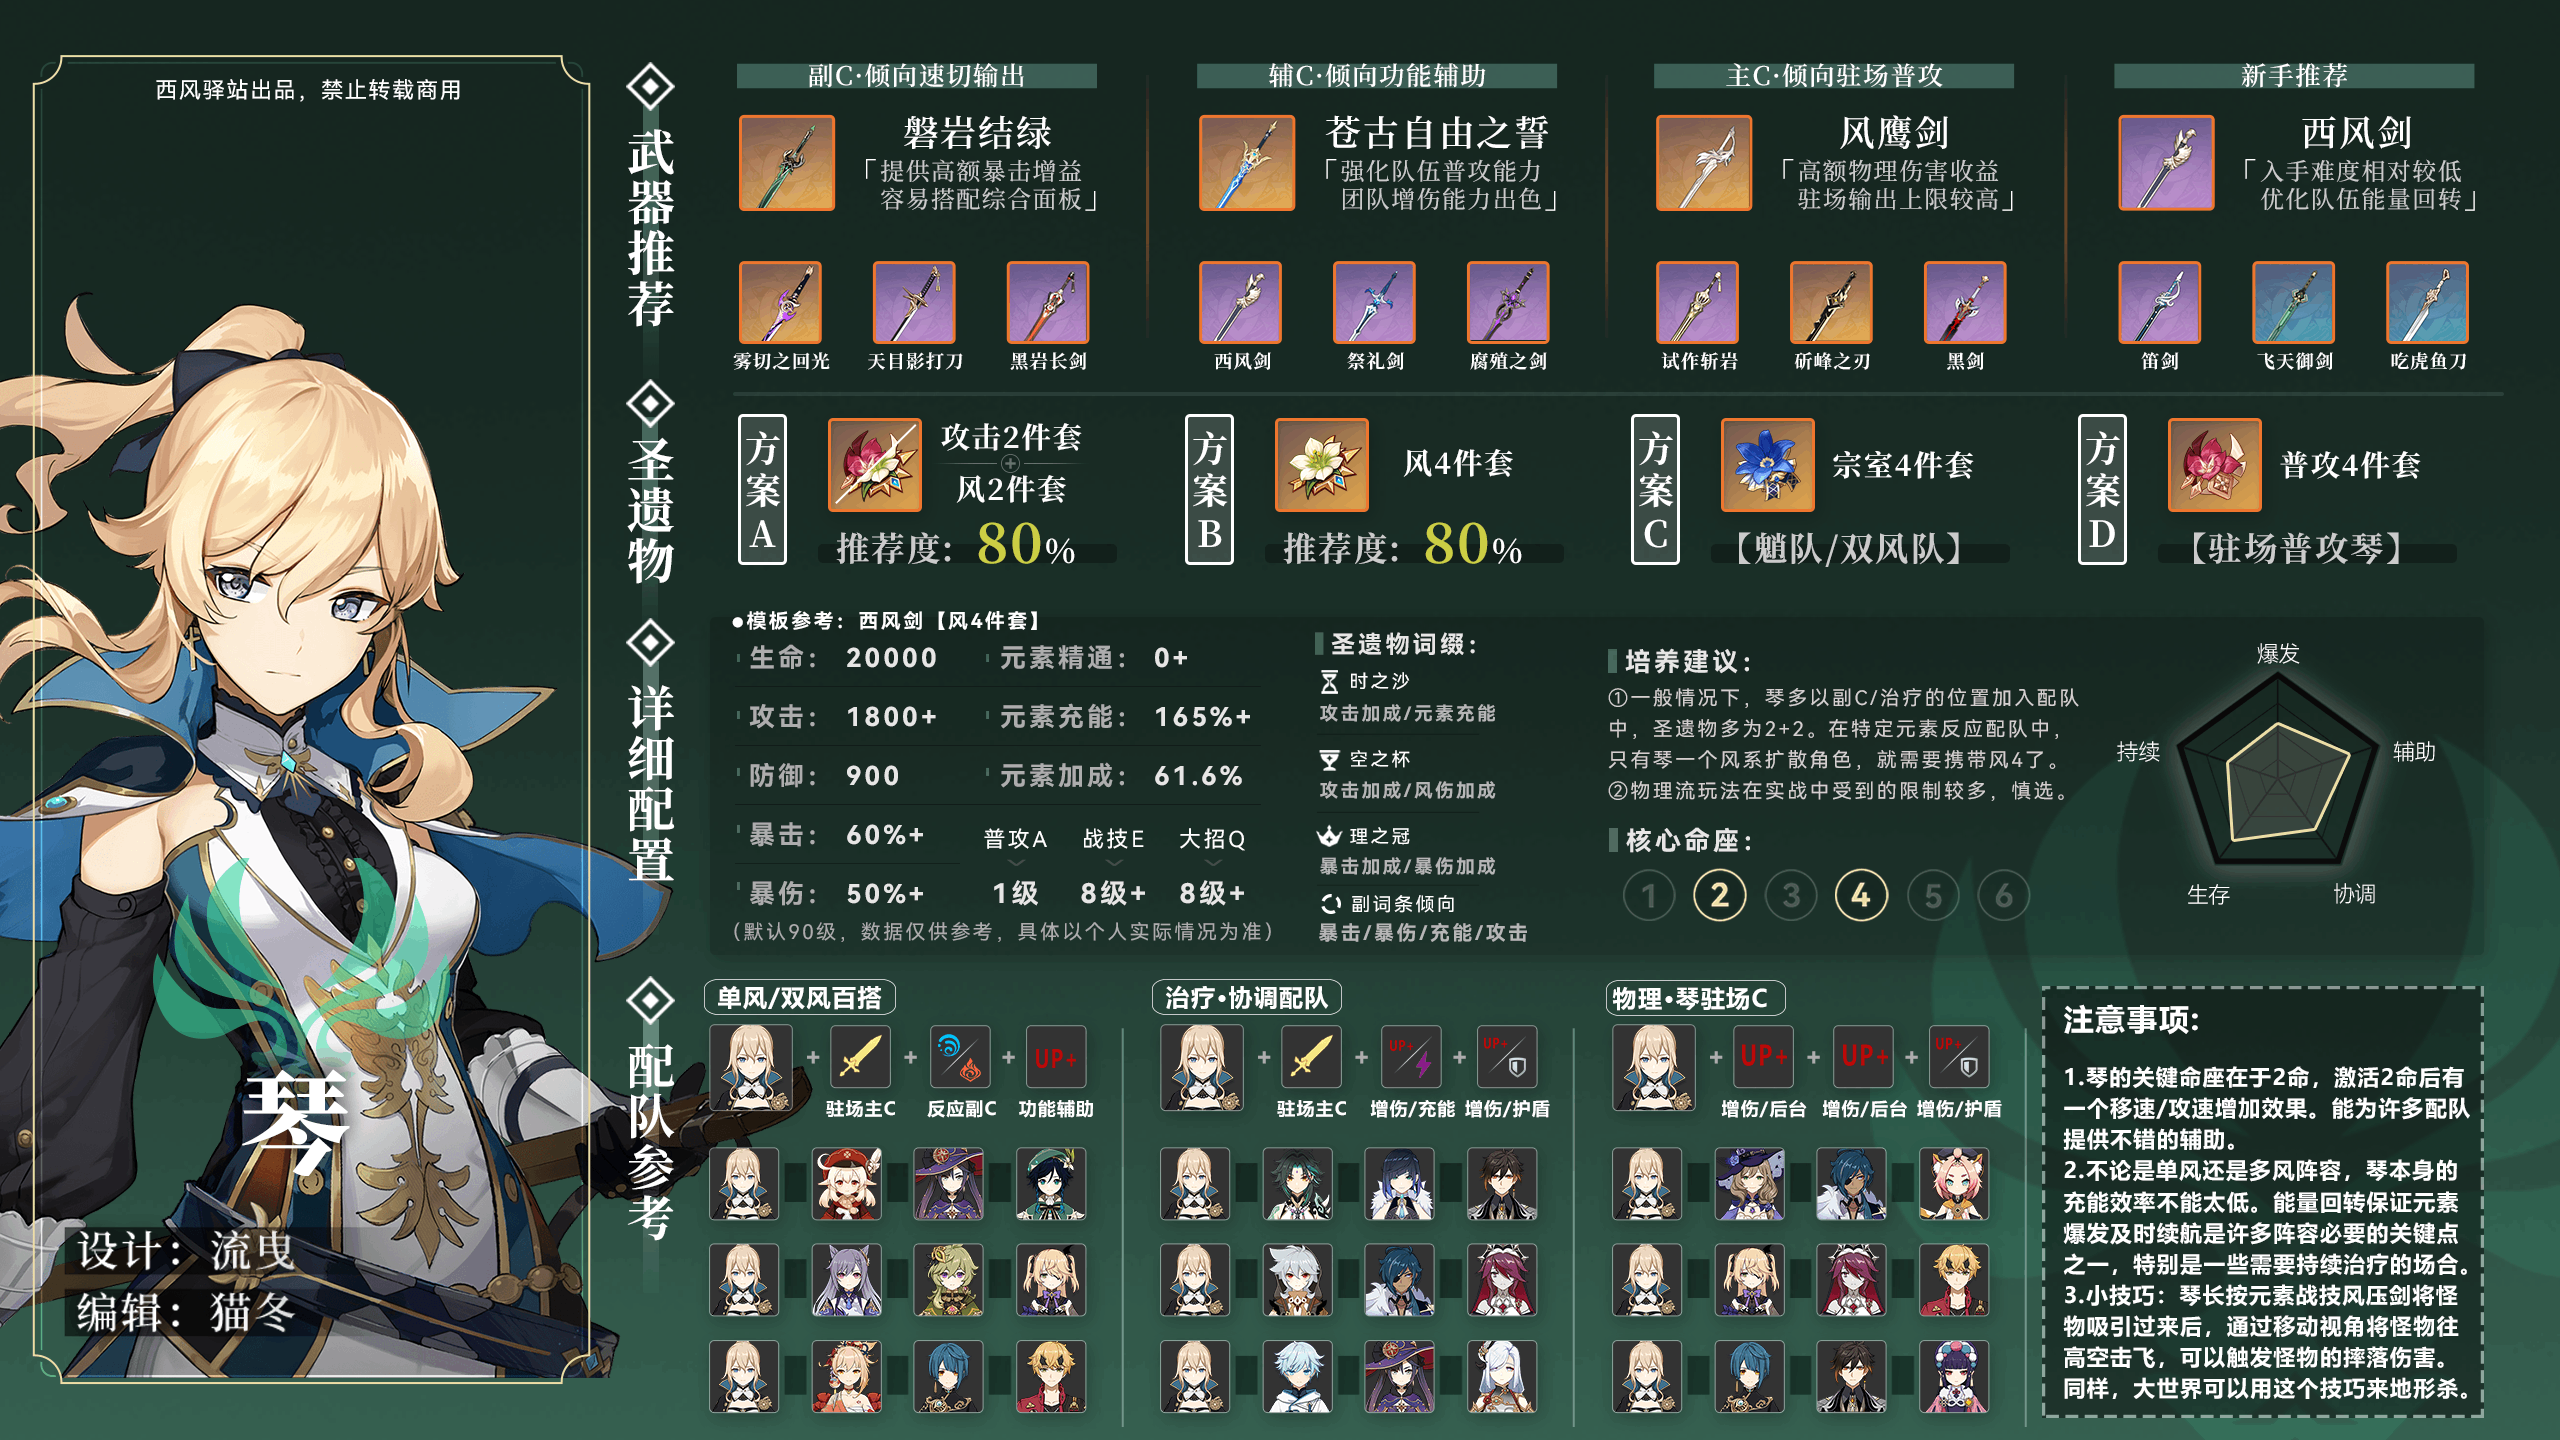 西风驿站出品，禁止转载商用
琴
设计：流曳
编辑：猫冬
武器推荐
副C·倾向速切输出
磐岩结绿
「提供高额暴击增益
容易搭配综合面板」
雾切之回光 天目影打刀 黑岩长剑
辅C·倾向功能辅助
苍古自由之誓
「强化队伍普攻能力
团队增伤能力出色」
西风剑 祭礼剑 腐殖之剑
主C·倾向驻场普攻
风鹰剑
「高额物理伤害收益
驻场输出上限较高」
试作斩岩 斫峰之刃 黑剑
新手推荐
西风剑
「入手难度相对较低
优化队伍能量回转」
笛剑 飞天御剑 吃虎鱼刀
圣遗物
方案A
攻击2件套
风2件套
推荐度：80%
方案B
风4件套
推荐度：80%
方案C
宗室4件套
【魈队/双风队】
方案D
普攻4件套
【驻场普攻琴】
详细配置
●模板参考：西风剑【风4件套】
生命：20000 元素精通：0+
攻击：1800+ 元素充能：165%+
防御：900 元素加成：61.6%
暴击：60%+ 普攻A 战技E 大招Q
暴伤：50%+ 1级 8级+ 8级+
（默认90级，数据仅供参考，具体以个人实际情况为准）
圣遗物词缀：
时之沙
攻击加成/元素充能
空之杯
攻击加成/风伤加成
理之冠
暴击加成/暴伤加成
副词条倾向
暴击/暴伤/充能/攻击
培养建议：
①一般情况下，琴多以副C/治疗的位置加入配队
中，圣遗物多为2+2。在特定元素反应配队中，
只有琴一个风系扩散角色，就需要携带风4了。
②物理流玩法在实战中受到的限制较多，慎选。
核心命座：
1 2 3 4 5 6
爆发
持续 辅助
生存 协调
配队参考
单风/双风百搭
+ + + UP+
驻场主C 反应副C 功能辅助
治疗·协调配队
+ + UP+ + UP+
驻场主C 增伤/充能 增伤/护盾
物理·琴驻场C
+ UP+ + UP+ + UP+
增伤/后台 增伤/后台 增伤/护盾
注意事项:
1.琴的关键命座在于2命，激活2命后有
一个移速/攻速增加效果。能为许多配队
提供不错的辅助。
2.不论是单风还是多风阵容，琴本身的
充能效率不能太低。能量回转保证元素
爆发及时续航是许多阵容必要的关键点
之一，特别是一些需要持续治疗的场合。
3.小技巧：琴长按元素战技风压剑将怪
物吸引过来后，通过移动视角将怪物往
高空击飞，可以触发怪物的摔落伤害。
同样，大世界可以用这个技巧来地形杀。